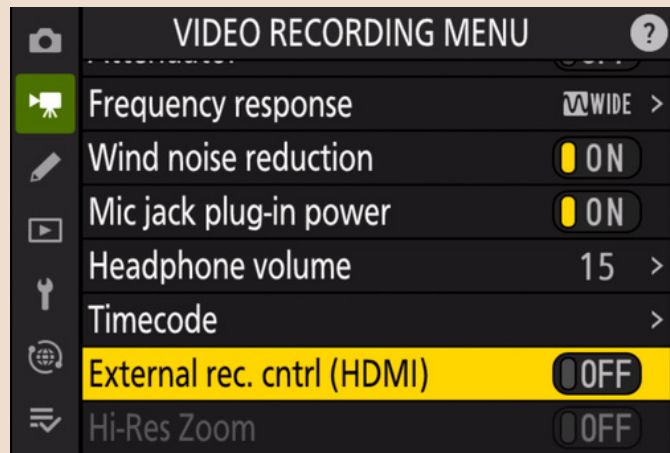 VIDEO RECORDING MENU ?
Frequency response WIDE >
Wind noise reduction ON
Mic jack plug-in power ON
Headphone volume 15 >
Timecode >
External rec. cntrl (HDMI) OFF
Hi-Res Zoom OFF